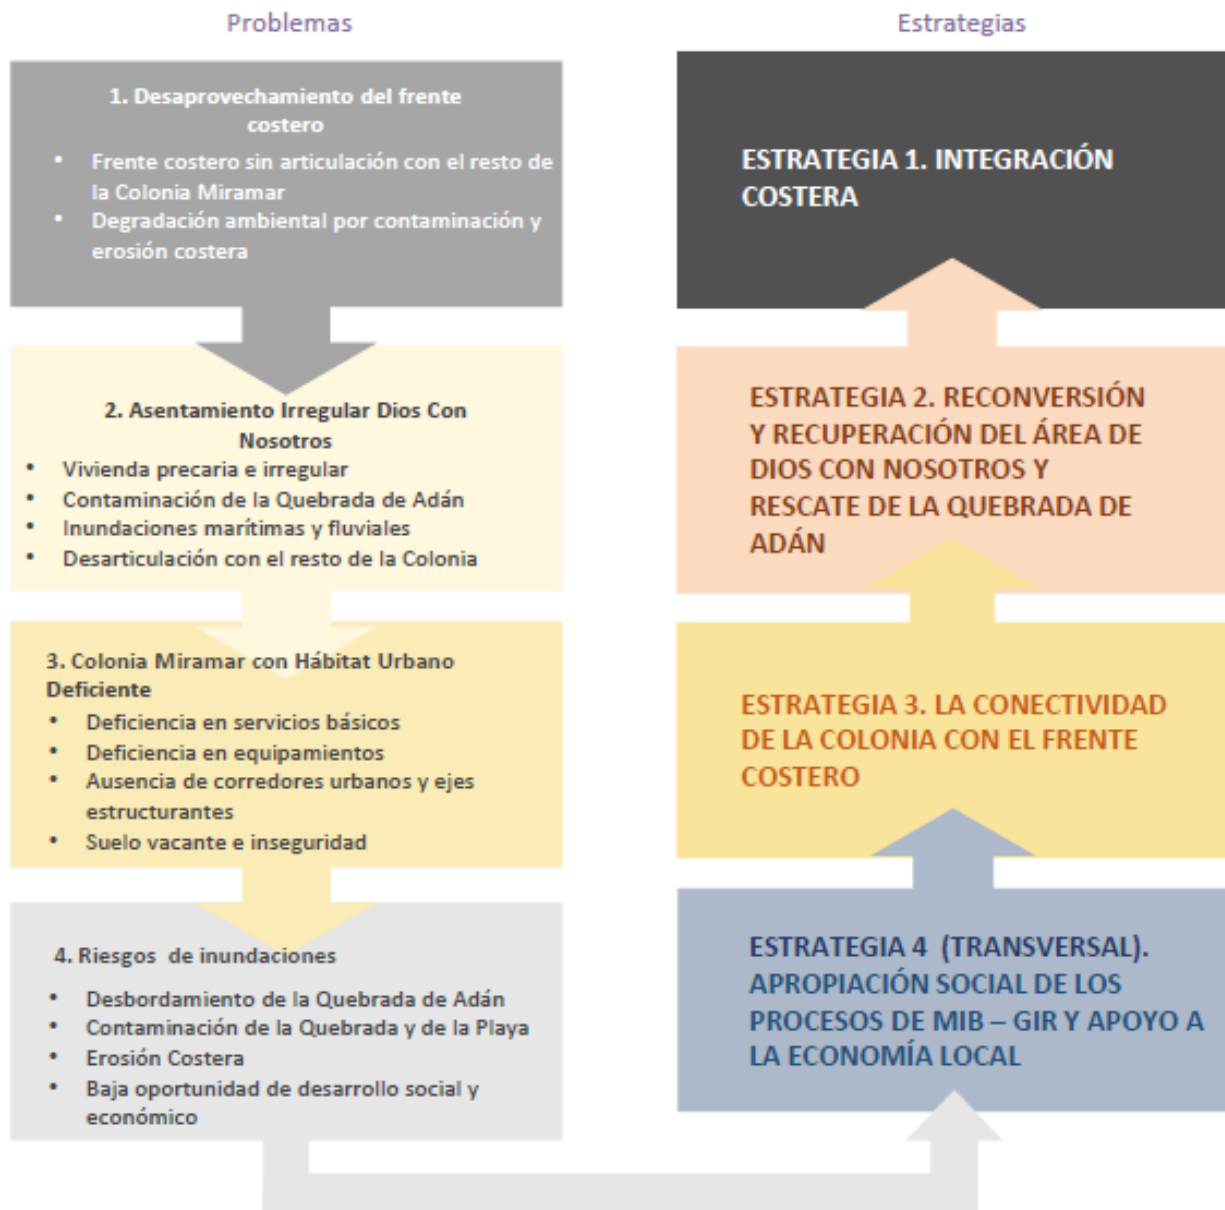 Problemas
1. Desaprovechamiento del frente
costero
• Frente costero sin articulación con el resto de
la Colonia Miramar
• Degradación ambiental por contaminación y
erosión costera
2. Asentamiento Irregular Dios Con
Nosotros
• Vivienda precaria e irregular
• Contaminación de la Quebrada de Adán
• Inundaciones marítimas y fluviales
• Desarticulación con el resto de la Colonia
3. Colonia Miramar con Hábitat Urbano
Deficiente
• Deficiencia en servicios básicos
• Deficiencia en equipamientos
• Ausencia de corredores urbanos y ejes
estructurantes
• Suelo vacante e inseguridad
4. Riesgos de inundaciones
• Desbordamiento de la Quebrada de Adán
• Contaminación de la Quebrada y de la Playa
• Erosión Costera
• Baja oportunidad de desarrollo social y
económico
Estrategias
ESTRATEGIA 1. INTEGRACIÓN
COSTERA
ESTRATEGIA 2. RECONVERSIÓN
Y RECUPERACIÓN DEL ÁREA DE
DIOS CON NOSOTROS Y
RESCATE DE LA QUEBRADA DE
ADÁN
ESTRATEGIA 3. LA CONECTIVIDAD
DE LA COLONIA CON EL FRENTE
COSTERO
ESTRATEGIA 4 (TRANSVERSAL).
APROPIACIÓN SOCIAL DE LOS
PROCESOS DE MIB – GIR Y APOYO A
LA ECONOMÍA LOCAL